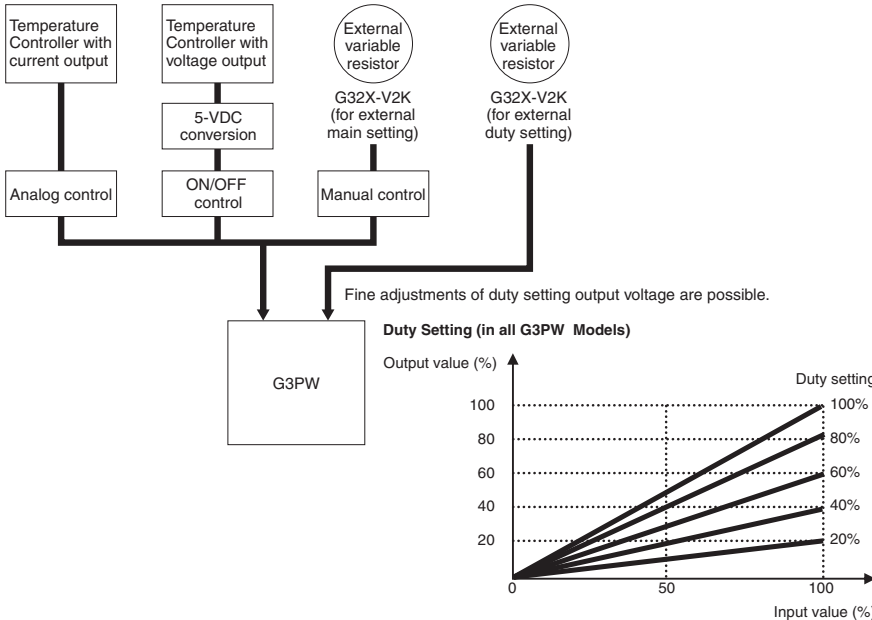 Temperature
Controller with
current output
Temperature
Controller with
voltage output
External
variable
resistor
External
variable
resistor
5-VDC
conversion
G32X-V2K
(for external
main setting)
G32X-V2K
(for external
duty setting)
Analog control
ON/OFF
control
Manual control
Fine adjustments of duty setting output voltage are possible.
G3PW
Duty Setting (in all G3PW Models)
Output value (%)
Duty setting
100
100%
80
80%
60
60%
40
40%
20
20%
0
50
100
Input value (%)